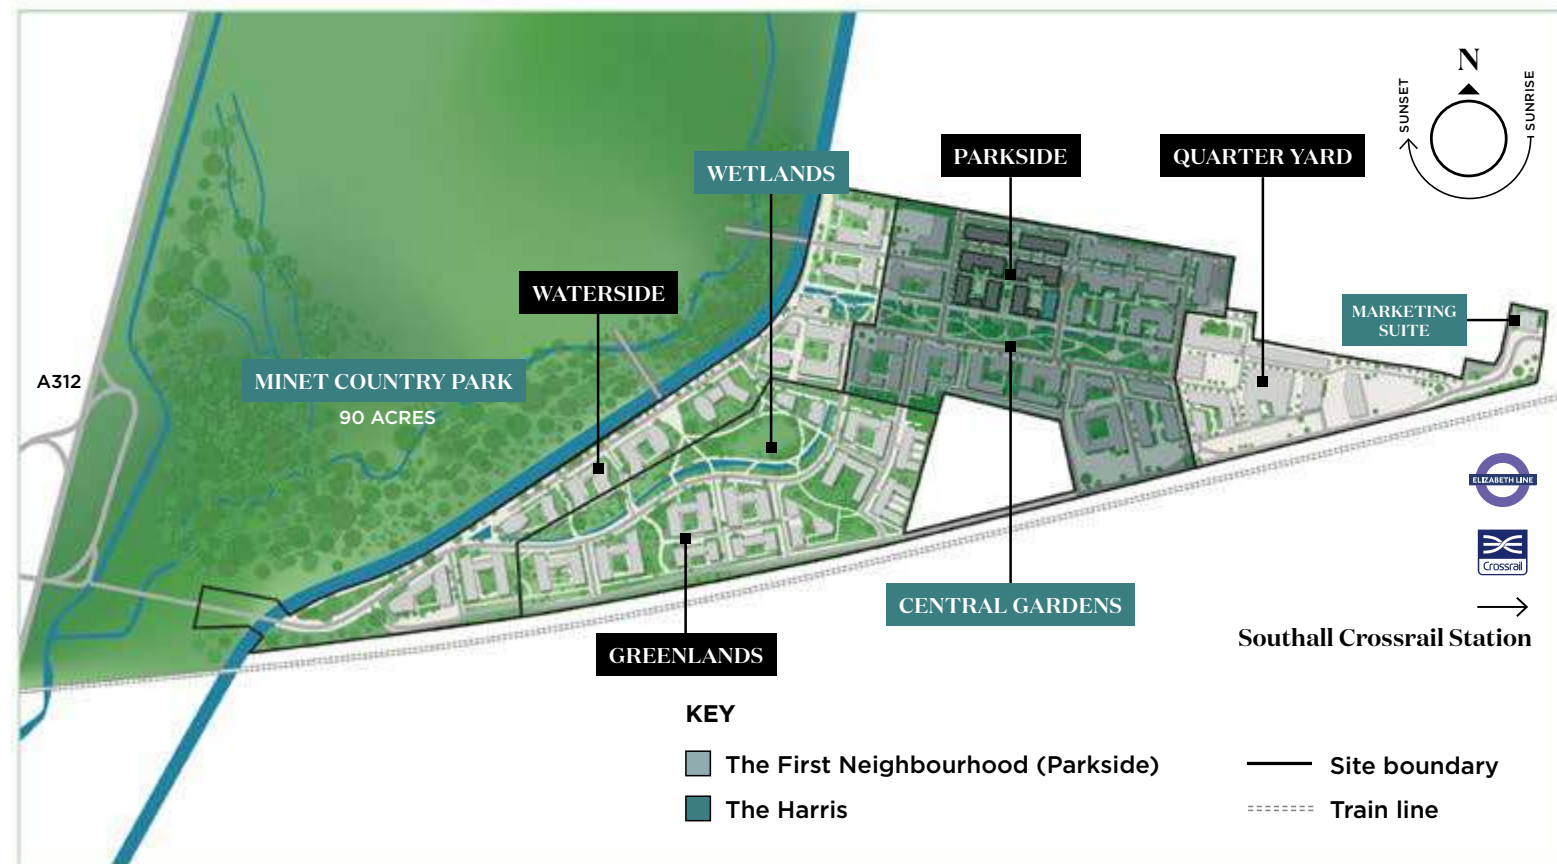 N
SUNSET
SUNRISE
PARKSIDE
QUARTER YARD
WETLANDS
WATERSIDE
MARKETING
SUITE
A312
MINET COUNTRY PARK
90 ACRES
ELIZABETH LINE
Crossrail
CENTRAL GARDENS
Southall Crossrail Station
GREENLANDS
KEY
The First Neighbourhood (Parkside)
Site boundary
The Harris
Train line